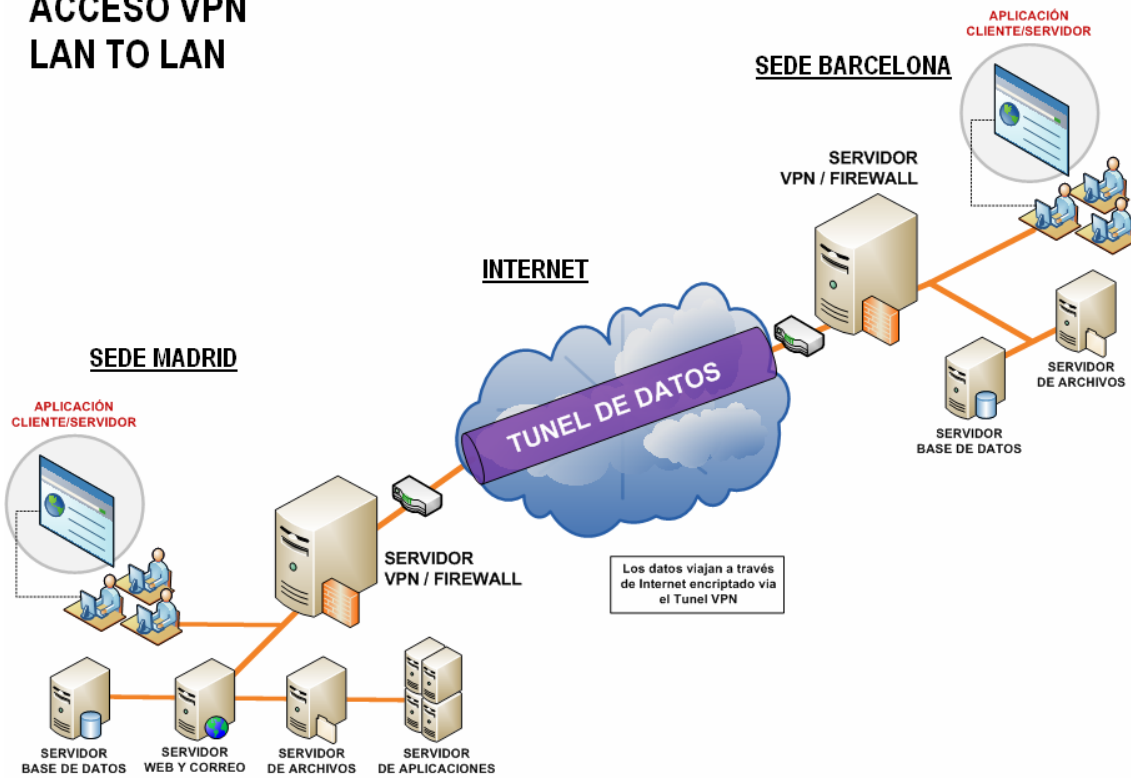 ACCESO VPN
LAN TO LAN
APLICACIÓN
CLIENTE/SERVIDOR
SEDE BARCELONA
SERVIDOR
VPN / FIREWALL
INTERNET
SERVIDOR
DE ARCHIVOS
SERVIDOR
BASE DE DATOS
TUNEL DE DATOS
SEDE MADRID
APLICACIÓN
CLIENTE/SERVIDOR
SERVIDOR
VPN / FIREWALL
Los datos viajan a través
de Internet encriptado via
el Tunel VPN
SERVIDOR
BASE DE DATOS
SERVIDOR
WEB Y CORREO
SERVIDOR
DE ARCHIVOS
SERVIDOR
DE APLICACIONES